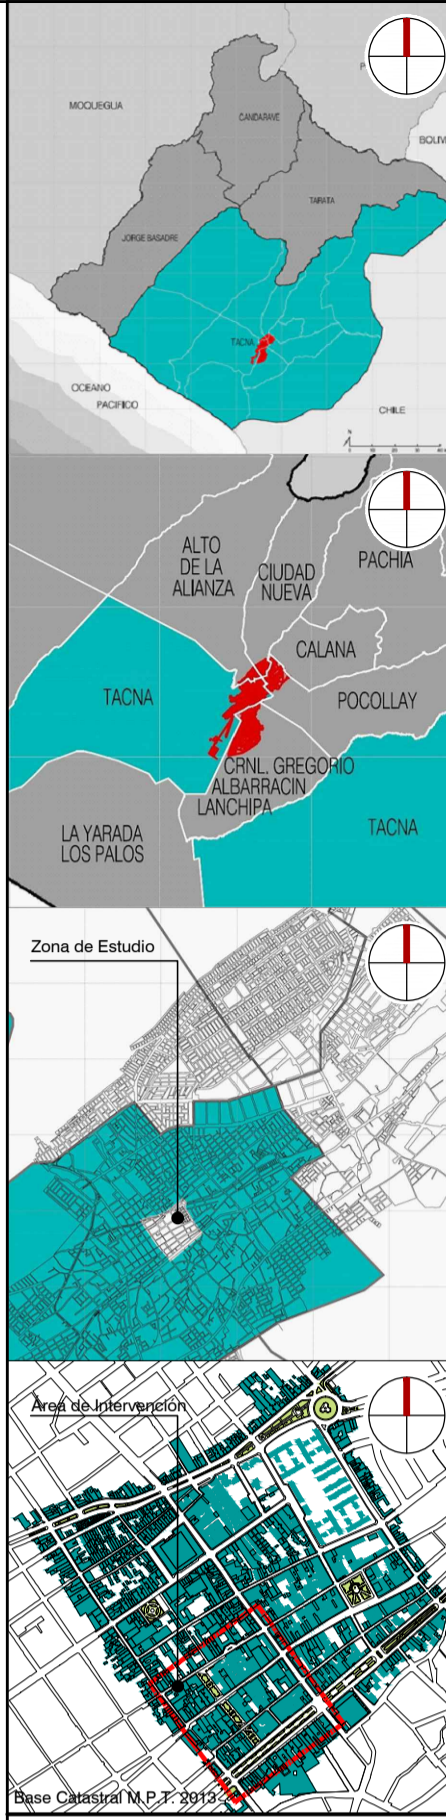 MOQUEGUA
CANDARAVE
BOLIV
TARATA
JORGE BASADRE
TACNA
OCEANO
PACIFICO
CHILE
N
ALTO
DE LA
ALIANZA
CIUDAD
NUEVA
PACHIA
CALANA
TACNA
POCOLLAY
CRNL. GREGORIO
ALBARRACIN
LANCHIPA
LA YARADA
LOS PALOS
TACNA
Zona de Estudio
Área de Intervención
Base Catastral M.P.T. 2013